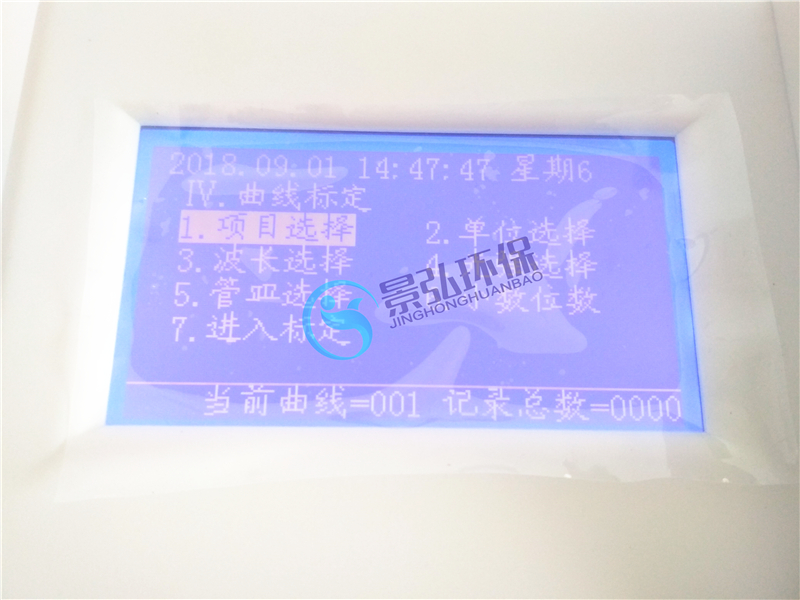 2018.09.01 14:47:47 星期6
Ⅳ. 曲线标定
1.项目选择 2.单位选择
3.波长选择 4. 选择
5.管皿选择 数位数
7.进入标定
当前曲线=001 记录总数=0000
景弘环保
JINGHONGHUANBAO